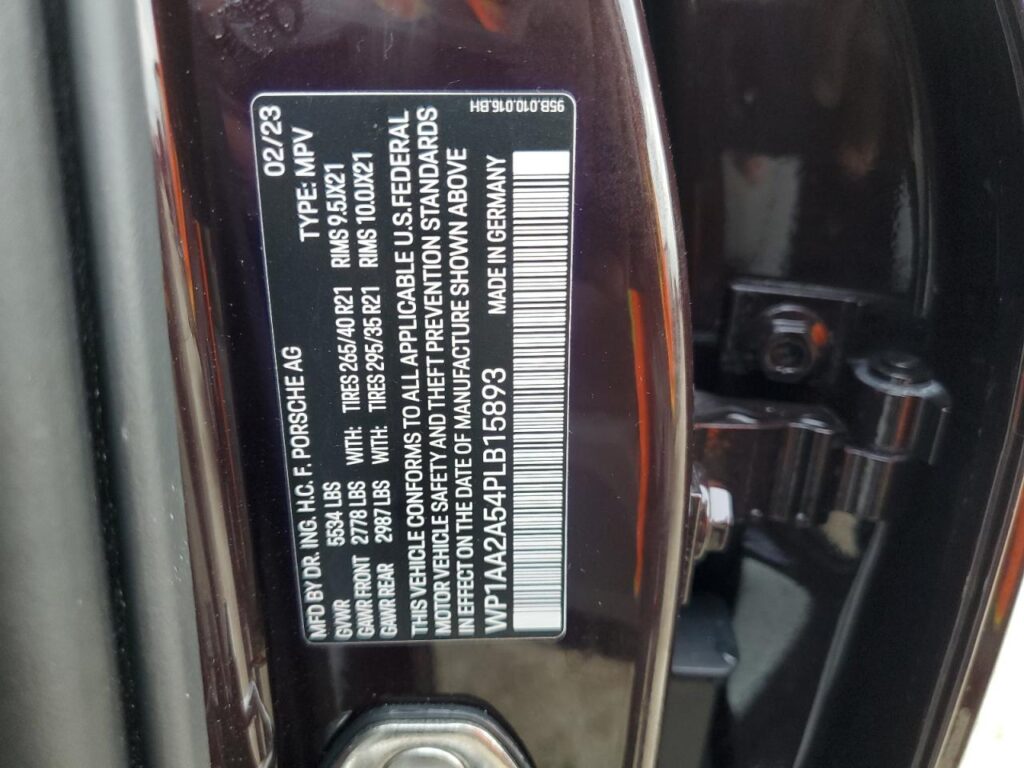 MFD BY DR. ING. H.C. F. PORSCHE AG 02/23
GVWR 5534 LBS TYPE: MPV
GAWR FRONT 2778 LBS WITH: TIRES 265/40 R21 RIMS 9.5JX21
GAWR REAR 2987 LBS WITH: TIRES 295/35 R21 RIMS 10.0JX21
THIS VEHICLE CONFORMS TO ALL APPLICABLE U.S.FEDERAL
MOTOR VEHICLE SAFETY AND THEFT PREVENTION STANDARDS
IN EFFECT ON THE DATE OF MANUFACTURE SHOWN ABOVE
WP1AA2A54PLB15893 MADE IN GERMANY
95B.010.015.BH